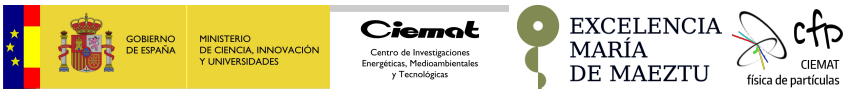 GOBIERNO
DE ESPAÑA
MINISTERIO
DE CIENCIA, INNOVACIÓN
Y UNIVERSIDADES
Ciemat
Centro de Investigaciones
Energéticas, Medioambientales
y Tecnológicas
EXCELENCIA
MARÍA
DE MAEZTU
cfp
CIEMAT
física de partículas